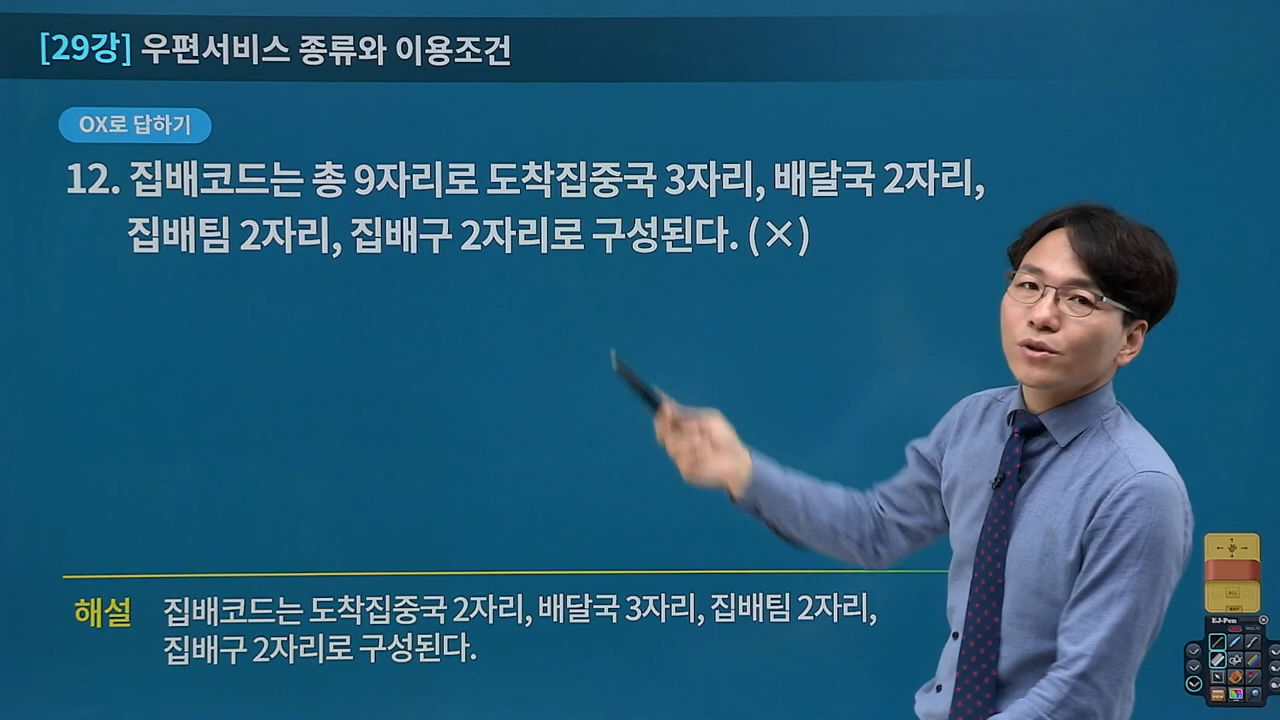 [29강] 우편서비스 종류와 이용조건
OX로 답하기
12. 집배코드는 총 9자리로 도착집중국 3자리, 배달국 2자리,
집배팀 2자리, 집배구 2자리로 구성된다. (×)
해설 집배코드는 도착집중국 2자리, 배달국 3자리, 집배팀 2자리,
집배구 2자리로 구성된다.
ALL
EXIT
EJ-Pen